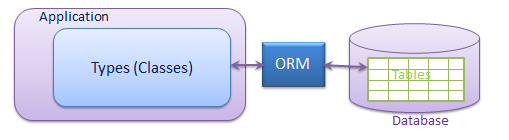 Application
Types (Classes)
ORM
Tables
Database